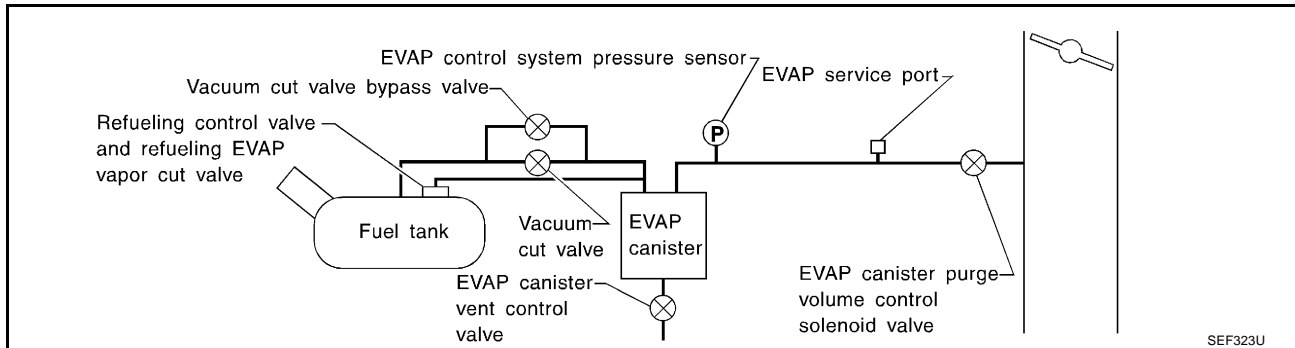 EVAP control system pressure sensor
EVAP service port
Vacuum cut valve bypass valve
Refueling control valve
and refueling EVAP
vapor cut valve
P
Fuel tank
Vacuum
cut valve
EVAP
canister
EVAP canister
vent control
valve
EVAP canister purge
volume control
solenoid valve
SEF323U